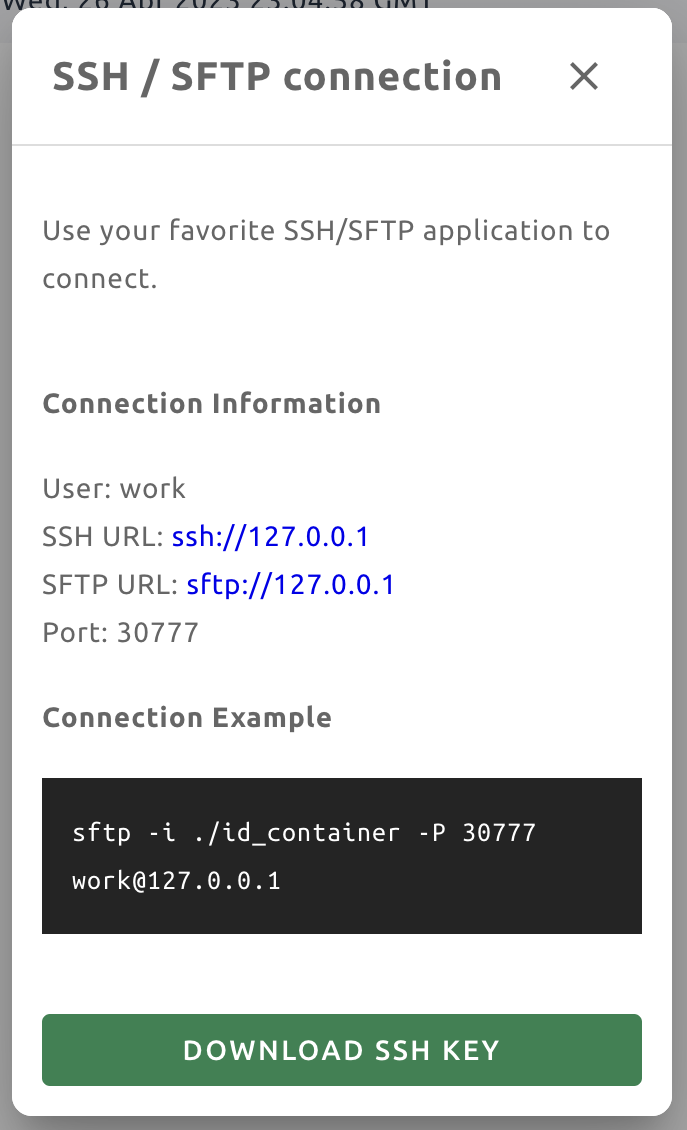 Wed, 26 Apr 2023 23:04:38 GMT
SSH / SFTP connection
Use your favorite SSH/SFTP application to
connect.
Connection Information
User: work
SSH URL: ssh://127.0.0.1
SFTP URL: sftp://127.0.0.1
Port: 30777
Connection Example
sftp -i ./id_container -P 30777
work@127.0.0.1
DOWNLOAD SSH KEY